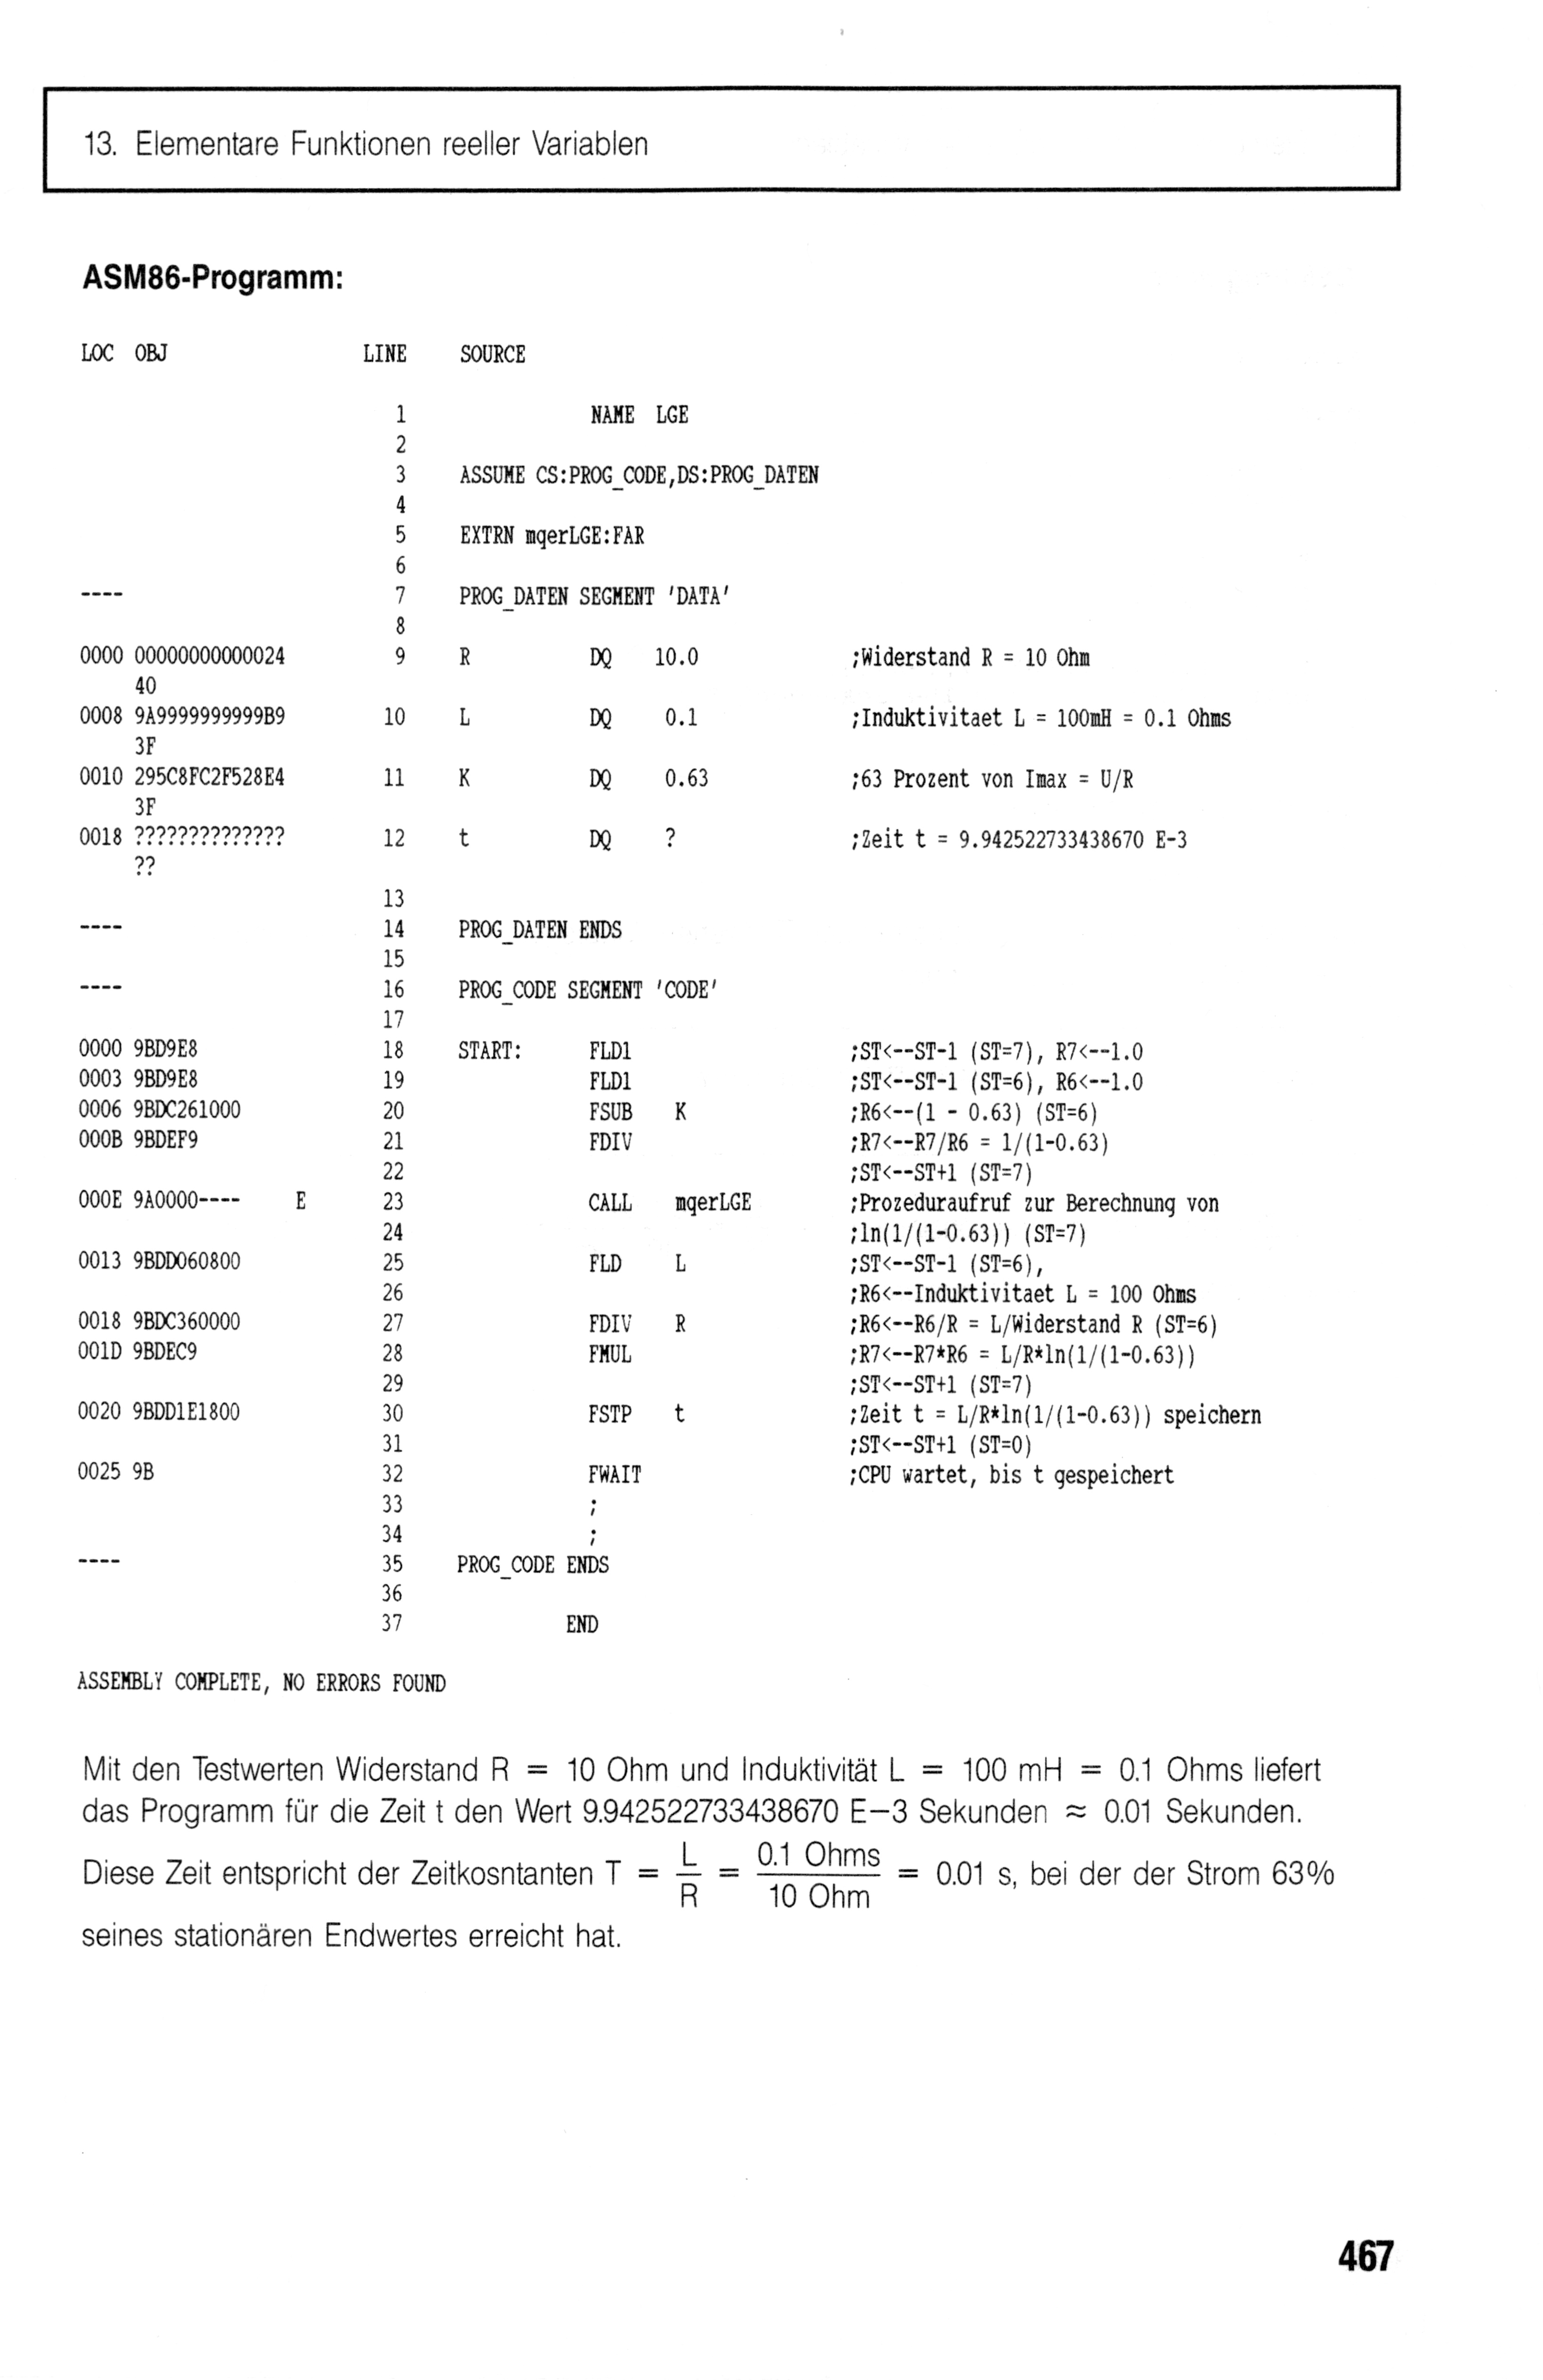 13. Elementare Funktionen reeller Variablen
ASM86-Programm:
LOC OBJ LINE SOURCE
1 NAME LGE
2
3 ASSUME CS:PROG_CODE,DS:PROG_DATEN
4
5 EXTRN mqerLGE:FAR
6
---- 7 PROG_DATEN SEGMENT 'DATA'
8
0000 00000000000024 9 R DQ 10.0 ;Widerstand R = 10 Ohm
40
0008 9A9999999999B9 10 L DQ 0.1 ;Induktivitaet L = 100mH = 0.1 Ohms
3F
0010 295C8FC2F528E4 11 K DQ 0.63 ;63 Prozent von Imax = U/R
3F
0018 ?????????????? 12 t DQ ? ;Zeit t = 9.942522733438670 E-3
??
13
---- 14 PROG_DATEN ENDS
15
---- 16 PROG_CODE SEGMENT 'CODE'
17
0000 9BD9E8 18 START: FLD1 ;ST<--ST-1 (ST=7), R7<--1.0
0003 9BD9E8 19 FLD1 ;ST<--ST-1 (ST=6), R6<--1.0
0006 9BDC261000 20 FSUB K ;R6<--(1 - 0.63) (ST=6)
000B 9BDEF9 21 FDIV ;R7<--R7/R6 = 1/(1-0.63)
22 ;ST<--ST+1 (ST=7)
000E 9A0000---- E 23 CALL mqerLGE ;Prozeduraufruf zur Berechnung von
24 ;ln(1/(1-0.63)) (ST=7)
0013 9BDD060800 25 FLD L ;ST<--ST-1 (ST=6),
26 ;R6<--Induktivitaet L = 100 Ohms
0018 9BDC360000 27 FDIV R ;R6<--R6/R = L/Widerstand R (ST=6)
001D 9BDEC9 28 FMUL ;R7<--R7*R6 = L/R*ln(1/(1-0.63))
29 ;ST<--ST+1 (ST=7)
0020 9BDD1E1800 30 FSTP t ;Zeit t = L/R*ln(1/(1-0.63)) speichern
31 ;ST<--ST+1 (ST=0)
0025 9B 32 FWAIT ;CPU wartet, bis t gespeichert
33 ;
34 ;
---- 35 PROG_CODE ENDS
36
37 END
ASSEMBLY COMPLETE, NO ERRORS FOUND
Mit den Testwerten Widerstand R = 10 Ohm und Induktivität L = 100 mH = 0.1 Ohms liefert
das Programm für die Zeit t den Wert 9.942522733438670 E–3 Sekunden ≈ 0.01 Sekunden.
Diese Zeit entspricht der Zeitkosntanten T = L/R = 0.1 Ohms/10 Ohm = 0.01 s, bei der der Strom 63%
seines stationären Endwertes erreicht hat.
467